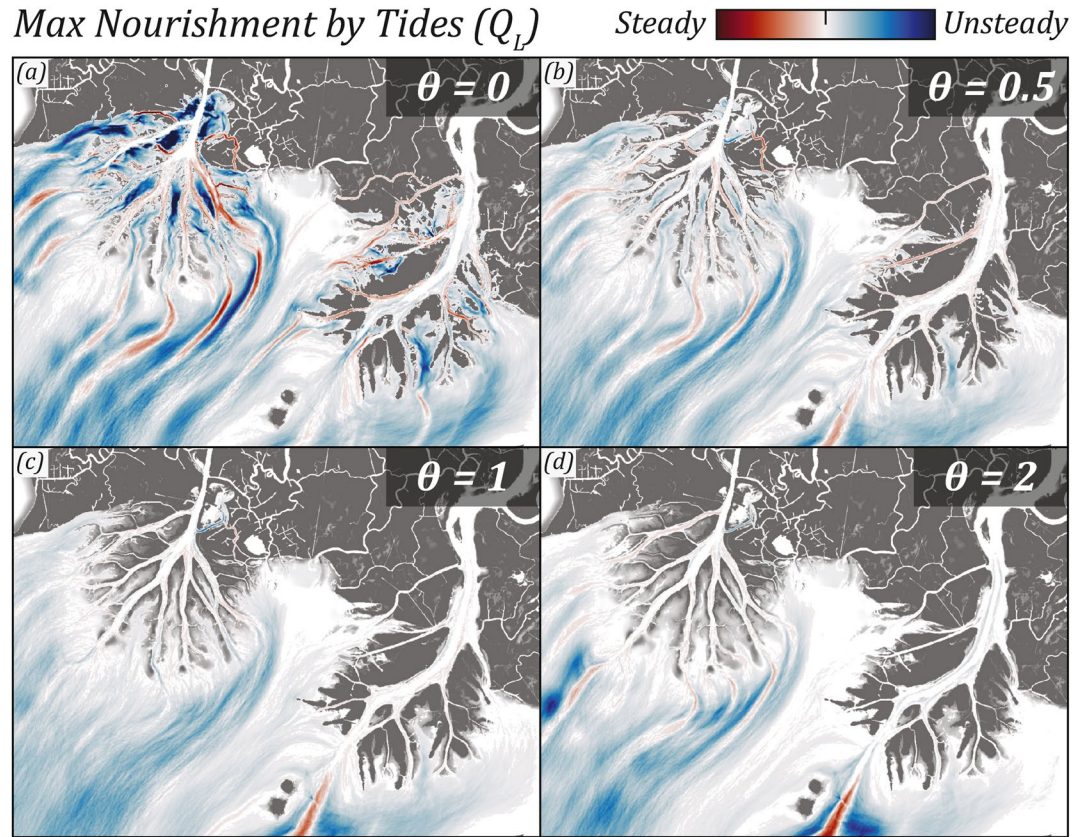 Max Nourishment by Tides (Q_L)
Steady Unsteady
(a) θ = 0
(b) θ = 0.5
(c) θ = 1
(d) θ = 2